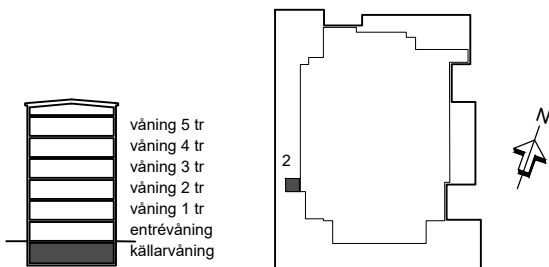 våning 5 tr
våning 4 tr
våning 3 tr
våning 2 tr
våning 1 tr
entrévåning
källarvåning
2
N